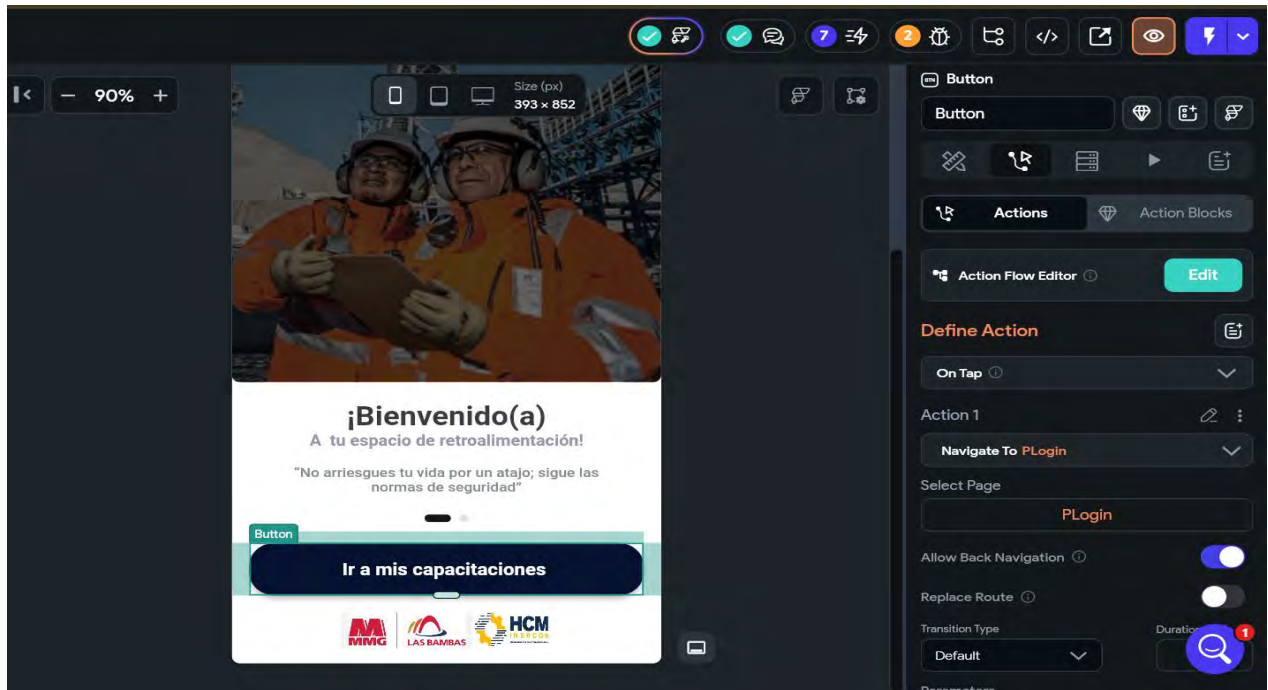 7
2
</>
90%
Size (px)
393 × 852
¡Bienvenido(a)
A tu espacio de retroalimentación!
“No arriesgues tu vida por un atajo; sigue las
normas de seguridad”
Button
Ir a mis capacitaciones
MMG
LAS BAMBAS
HCM
Button
Button
Actions
Action Blocks
Action Flow Editor
Edit
Define Action
On Tap
Action 1
Navigate To PLogin
Select Page
PLogin
Allow Back Navigation
Replace Route
Transition Type
Default
1
Parameters